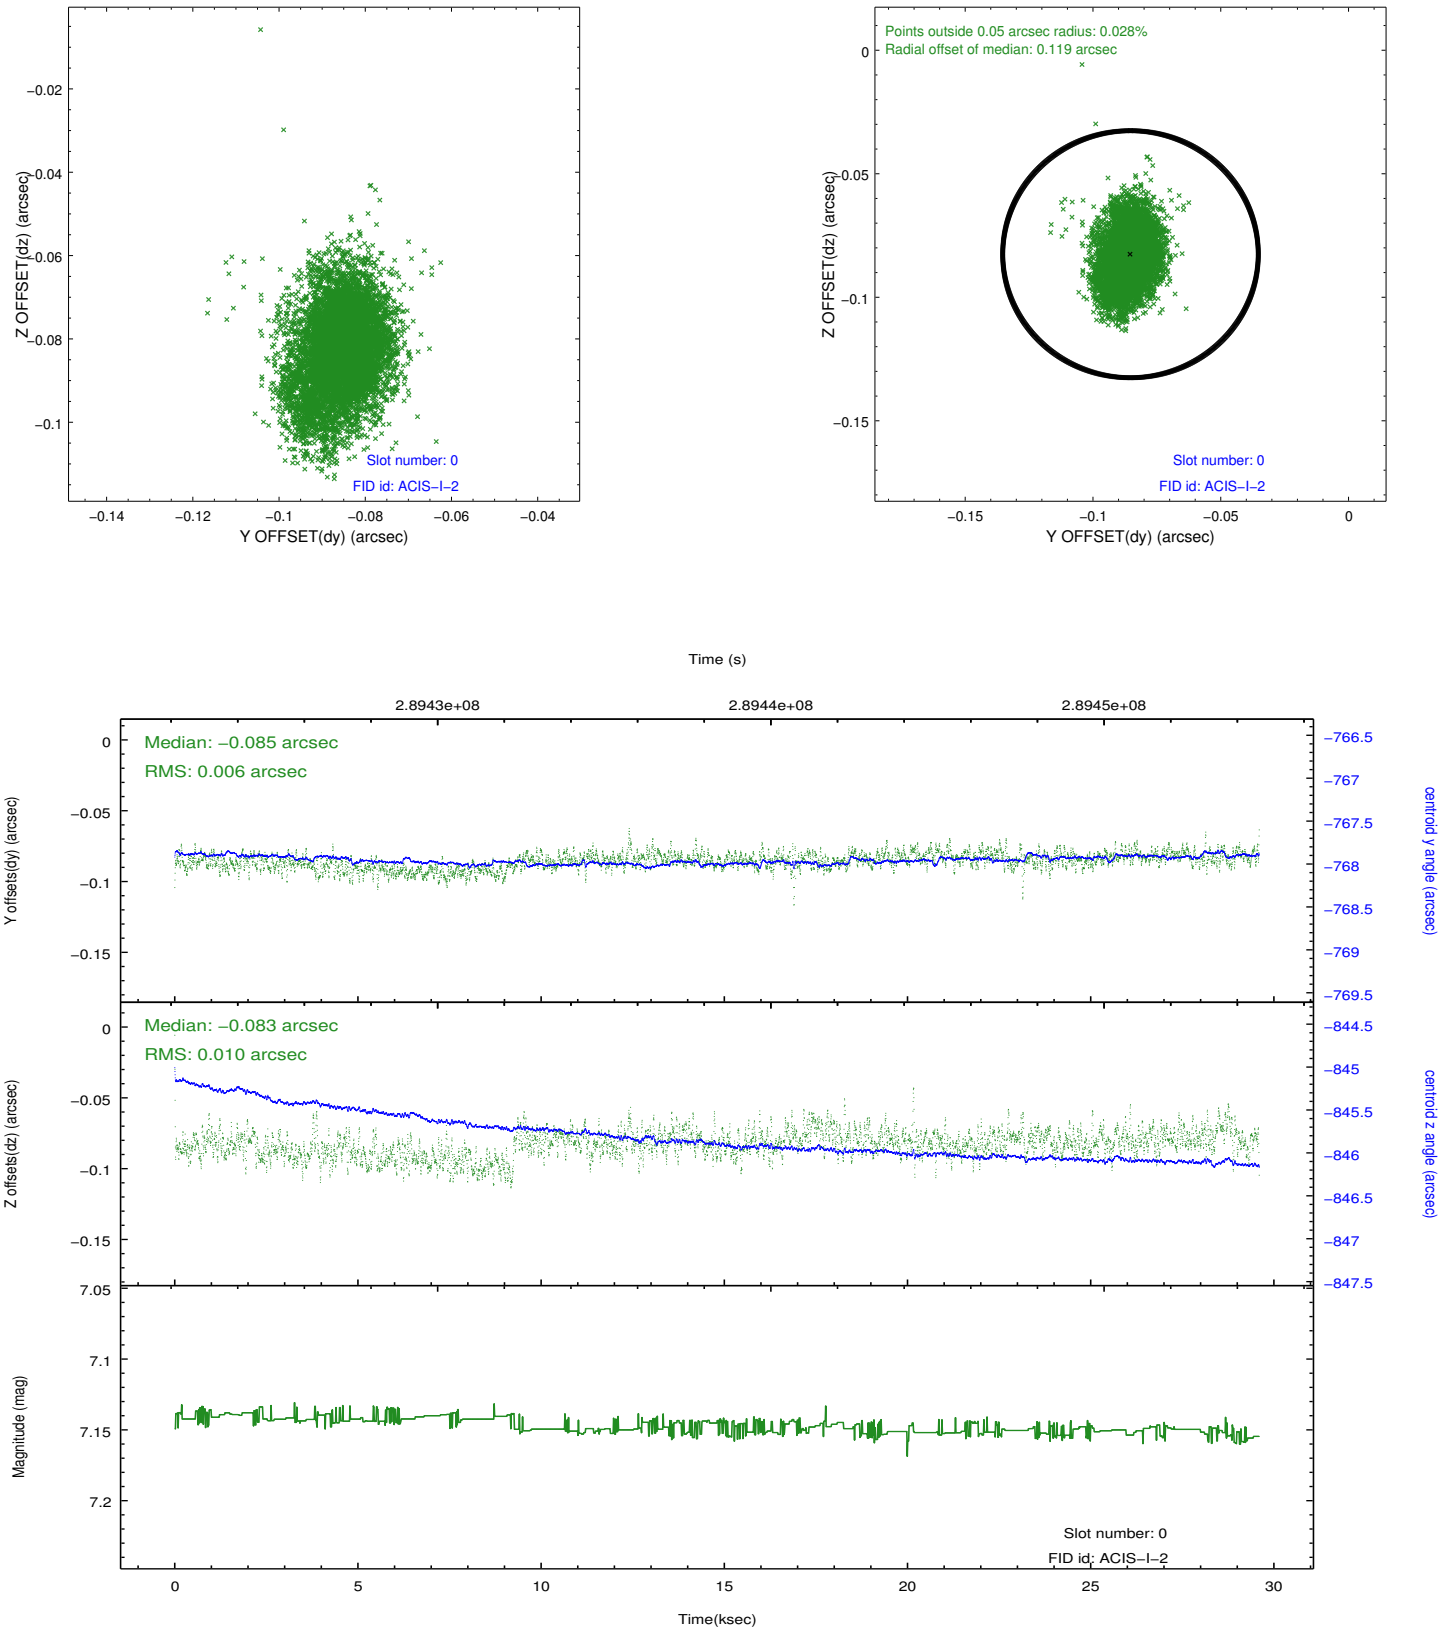 −0.02
−0.04
−0.06
−0.08
−0.1
Z OFFSET(dz) (arcsec)
Slot number: 0
FID id: ACIS−I−2
−0.14
−0.12
−0.1
−0.08
−0.06
−0.04
Y OFFSET(dy) (arcsec)
Points outside 0.05 arcsec radius: 0.028%
Radial offset of median: 0.119 arcsec
0
−0.05
−0.1
−0.15
Z OFFSET(dz) (arcsec)
Slot number: 0
FID id: ACIS−I−2
−0.15
−0.1
−0.05
0
Y OFFSET(dy) (arcsec)
Time (s)
2.8943e+08
2.8944e+08
2.8945e+08
Median: −0.085 arcsec
RMS: 0.006 arcsec
0
−0.05
−0.1
−0.15
Y offsets(dy) (arcsec)
−766.5
−767
−767.5
−768
−768.5
−769
−769.5
centroid y angle (arcsec)
Median: −0.083 arcsec
RMS: 0.010 arcsec
0
−0.05
−0.1
−0.15
Z offsets(dz) (arcsec)
−844.5
−845
−845.5
−846
−846.5
−847
−847.5
centroid z angle (arcsec)
7.05
7.1
7.15
7.2
Magnitude (mag)
Slot number: 0
FID id: ACIS−I−2
0
5
10
15
20
25
30
Time(ksec)